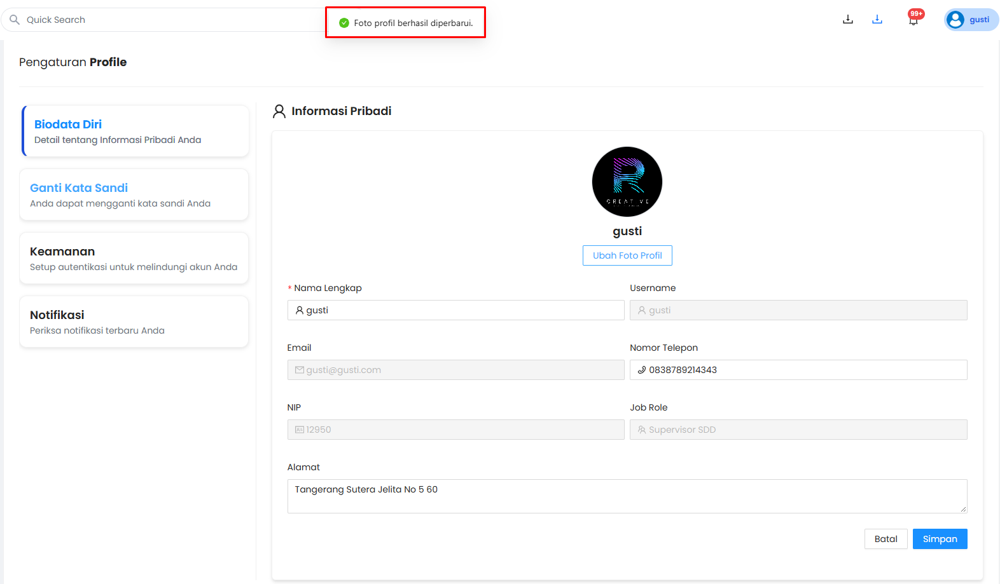 Quick Search
Foto profil berhasil diperbarui.
99+
gusti
Pengaturan Profile
Biodata Diri
Detail tentang Informasi Pribadi Anda
Ganti Kata Sandi
Anda dapat mengganti kata sandi Anda
Keamanan
Setup autentikasi untuk melindungi akun Anda
Notifikasi
Periksa notifikasi terbaru Anda
Informasi Pribadi
R
CREATIVE
gusti
Ubah Foto Profil
* Nama Lengkap
gusti
Username
gusti
Email
gusti@gusti.com
Nomor Telepon
0838789214343
NIP
12950
Job Role
Supervisor SDD
Alamat
Tangerang Sutera Jelita No 5 60
Batal
Simpan